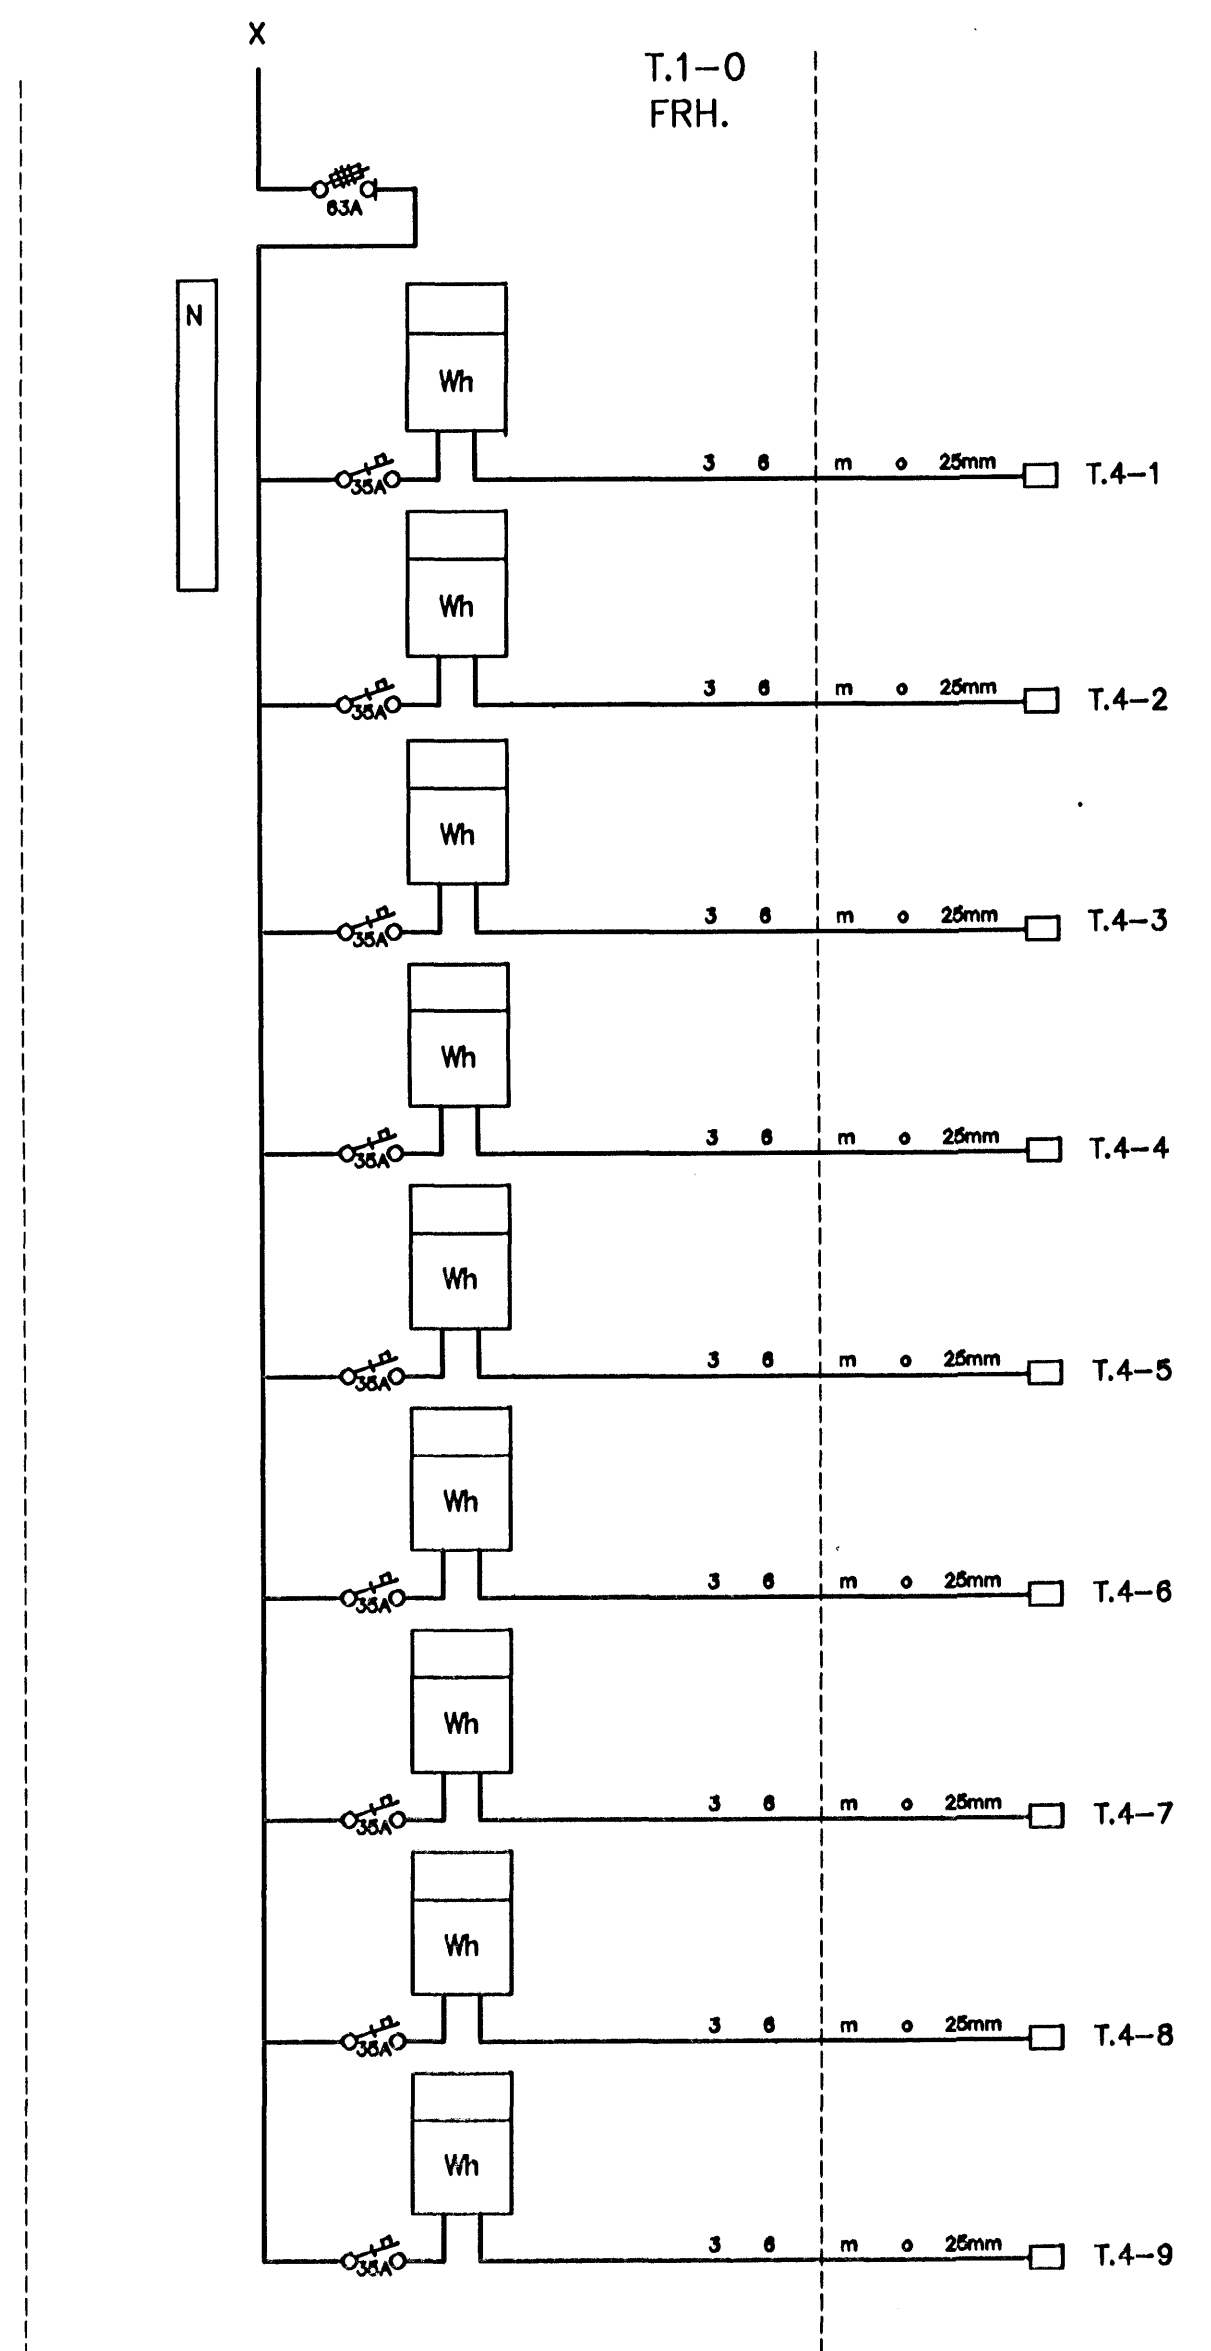 X
T.1-0
FRH.
63A
N
Wh
35A 3 6 m o 25mm T.4-1
Wh
35A 3 6 m o 25mm T.4-2
Wh
35A 3 6 m o 25mm T.4-3
Wh
35A 3 6 m o 25mm T.4-4
Wh
35A 3 6 m o 25mm T.4-5
Wh
35A 3 6 m o 25mm T.4-6
Wh
35A 3 6 m o 25mm T.4-7
Wh
35A 3 6 m o 25mm T.4-8
Wh
35A 3 6 m o 25mm T.4-9